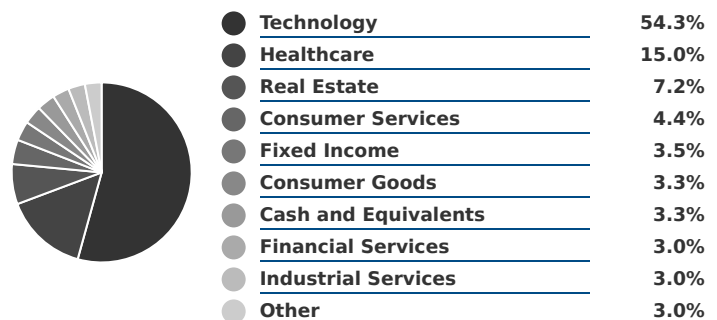 Technology 54.3%
Healthcare 15.0%
Real Estate 7.2%
Consumer Services 4.4%
Fixed Income 3.5%
Consumer Goods 3.3%
Cash and Equivalents 3.3%
Financial Services 3.0%
Industrial Services 3.0%
Other 3.0%